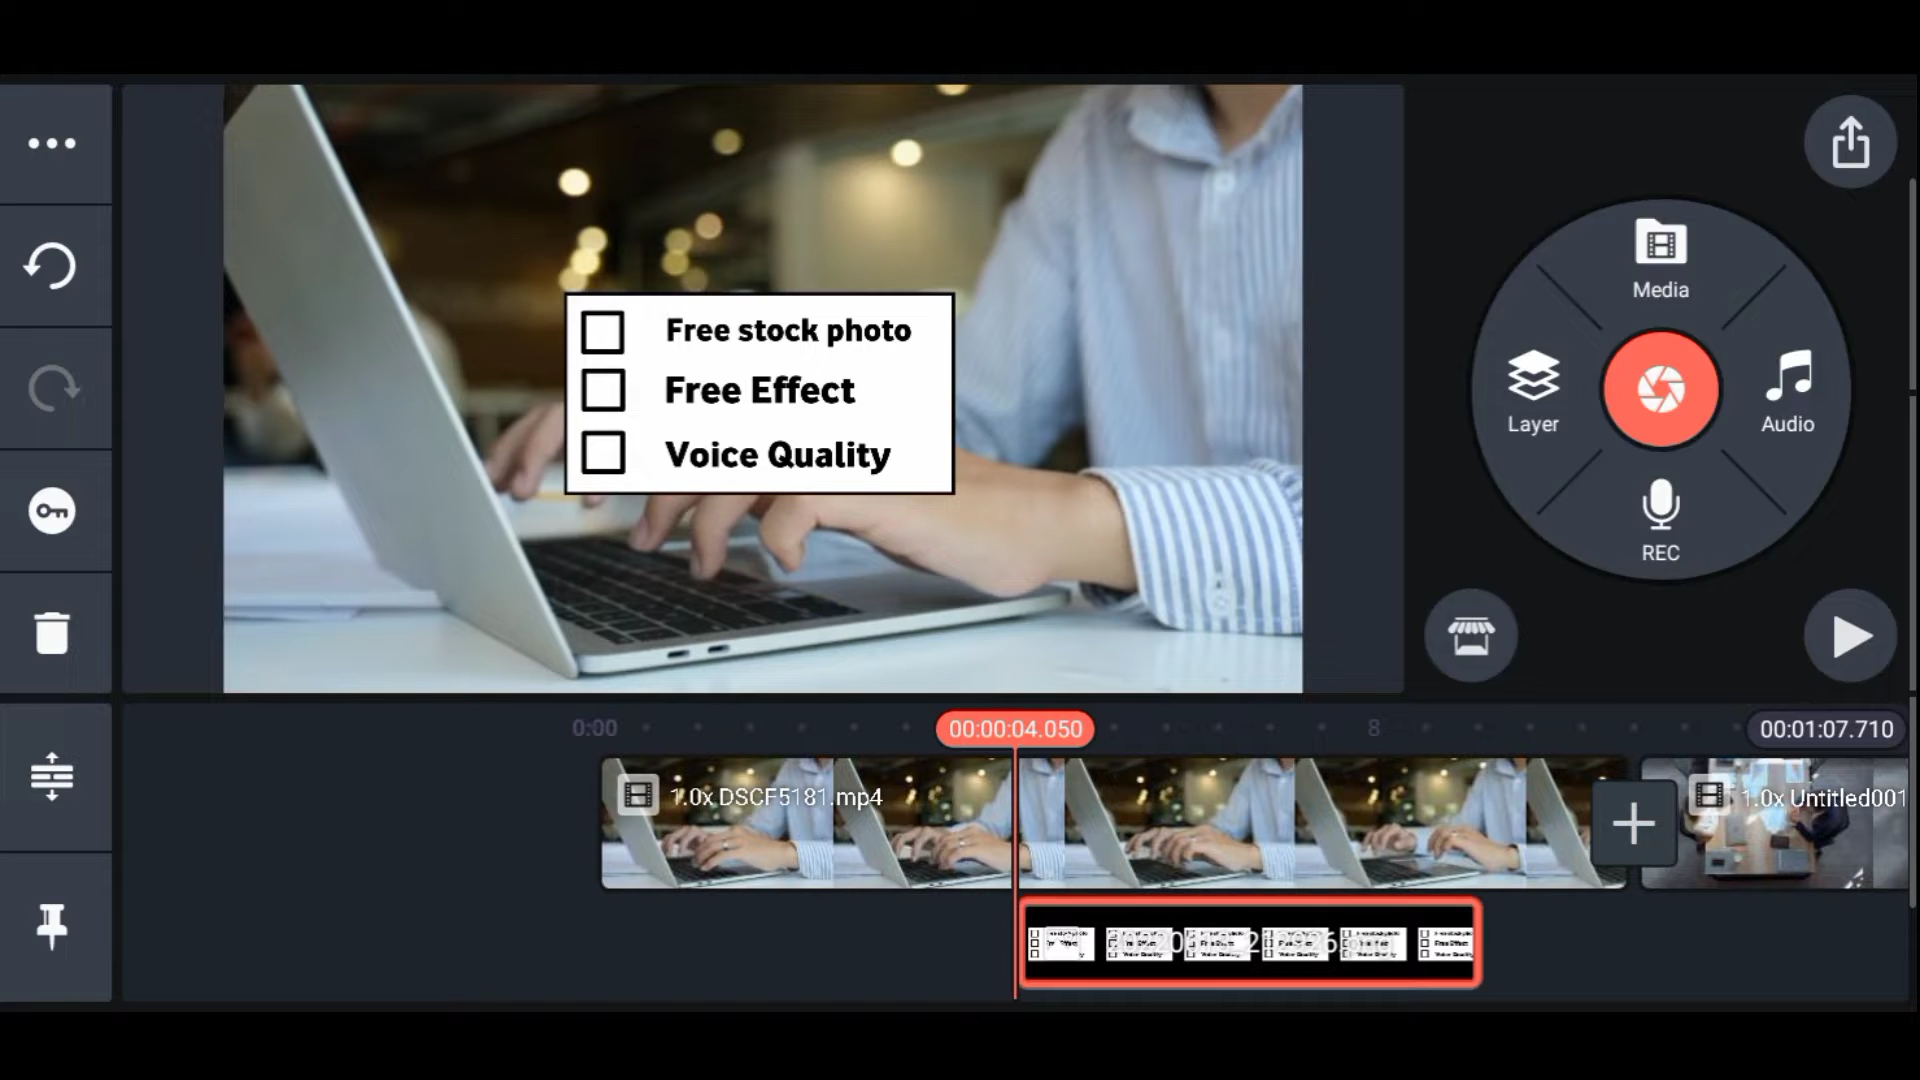 Free stock photo
Free Effect
Voice Quality
Media
Layer
Audio
REC
0:00
00:00:04.050
8
00:01:07.710
1.0x DSCF5181.mp4
1.0x Untitled001